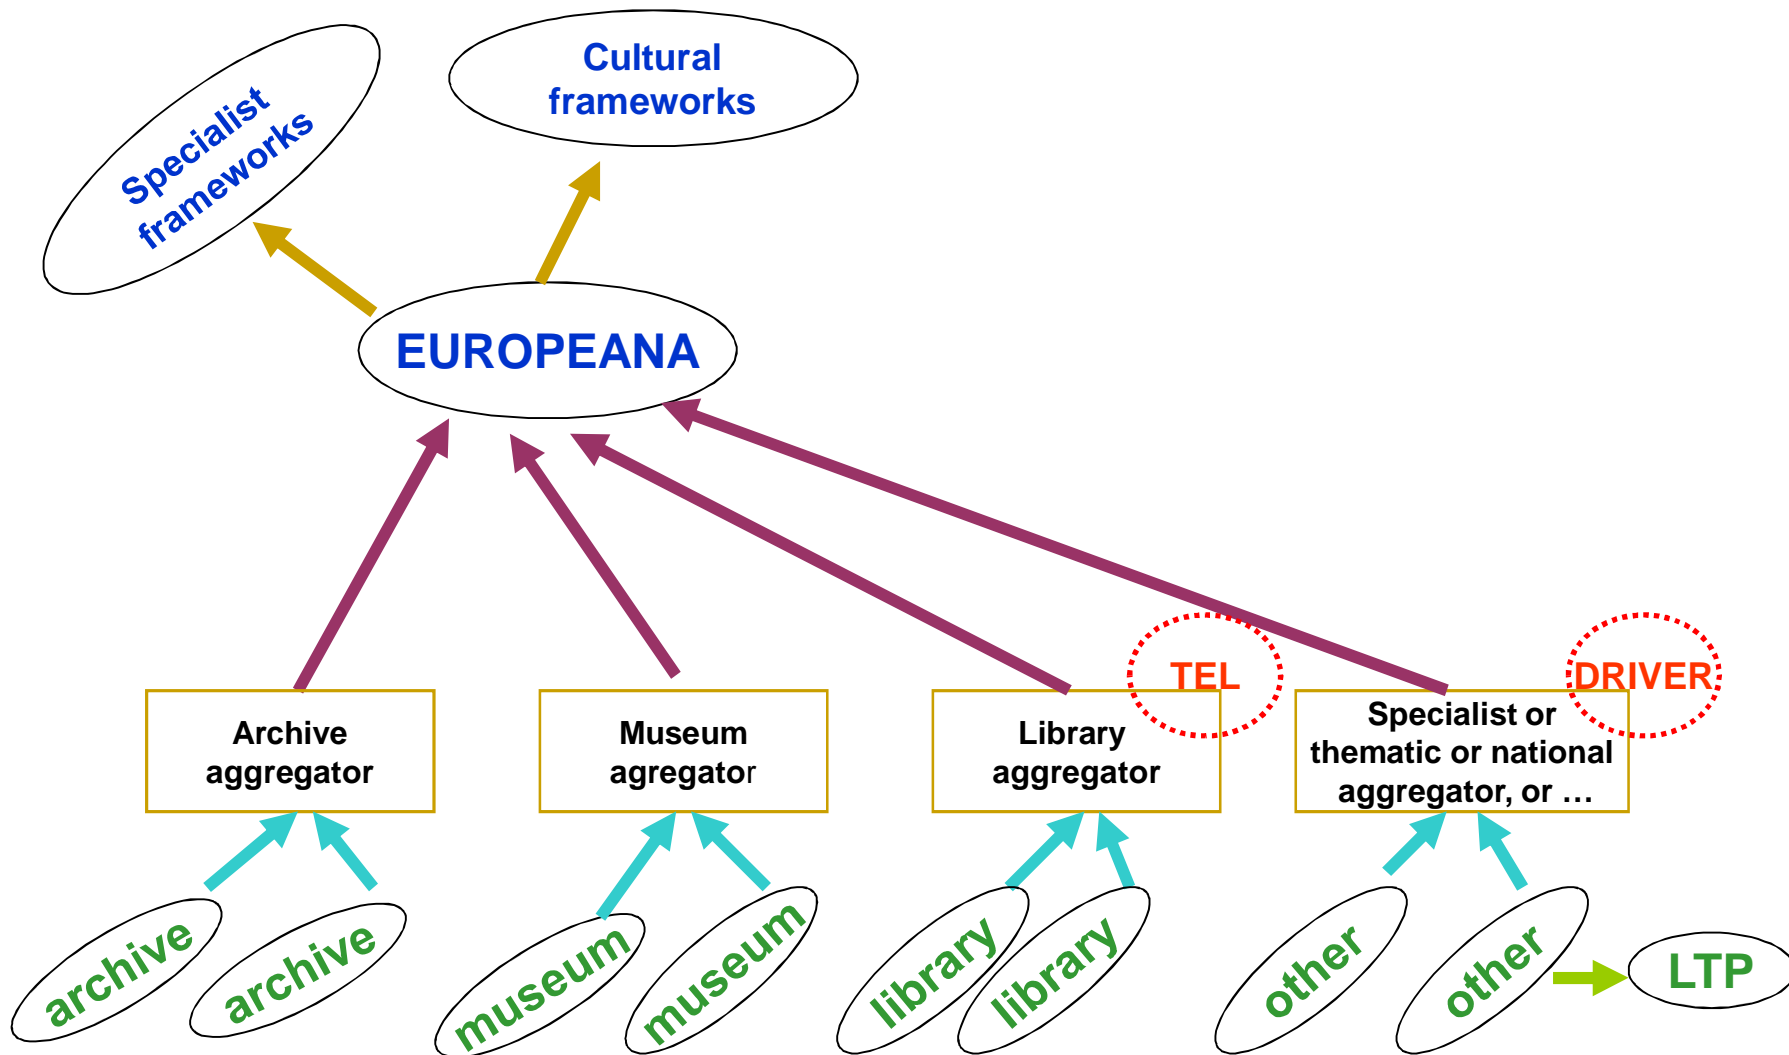 Cultural
frameworks
Specialist
frameworks
EUROPEANA
TEL
DRIVER
Archive
aggregator
Museum
agregator
Library
aggregator
Specialist or
thematic or national
aggregator, or …
archive
archive
museum
museum
library
library
other
other
LTP